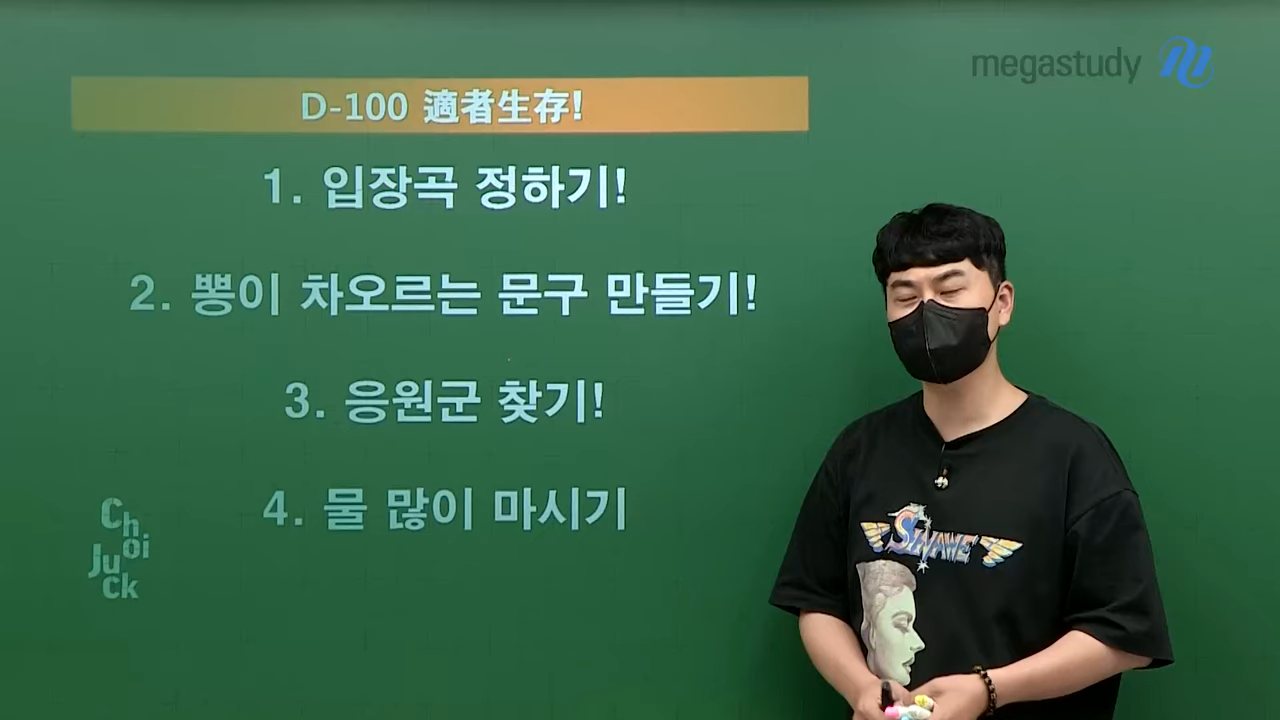 megastudy
D-100 適者生存!
1. 입장곡 정하기!
2. 뽕이 차오르는 문구 만들기!
3. 응원군 찾기!
4. 물 많이 마시기
Ch
oi
Ju
ck